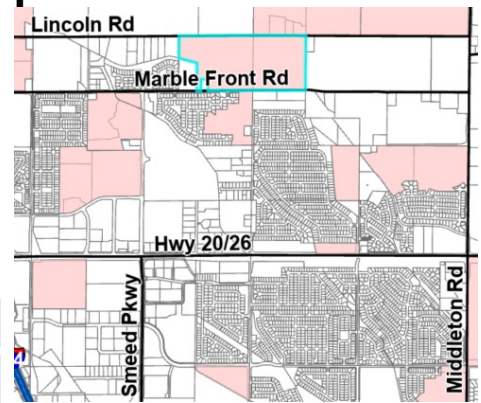 Lincoln Rd
Marble Front Rd
Hwy 20/26
Smeed Pkwy
Middleton Rd